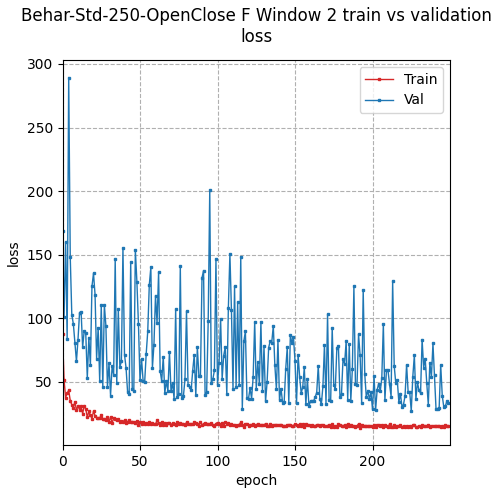 Behar-Std-250-OpenClose F Window 2 train vs validation
loss
300
250
200
150
100
50
loss
Train
Val
0
50
100
150
200
epoch